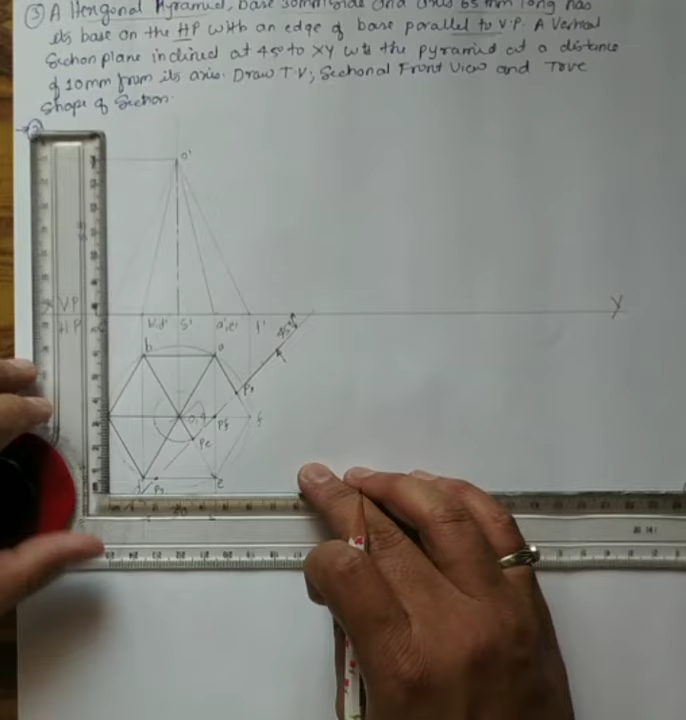 ③ A Hexagonal Pyramid, base 30mm side and axis 65 mm long has
its base on the HP with an edge of base parallel to V.P. A Vertical
Section plane inclined at 45° to XY cuts the pyramid at a distance
of 10mm from its axis. Draw T.V; Sectional Front View and True
Shape of Section.
o'
VP
HP
b'd'
a'e'
f'
Y
45°
b
a
f
e